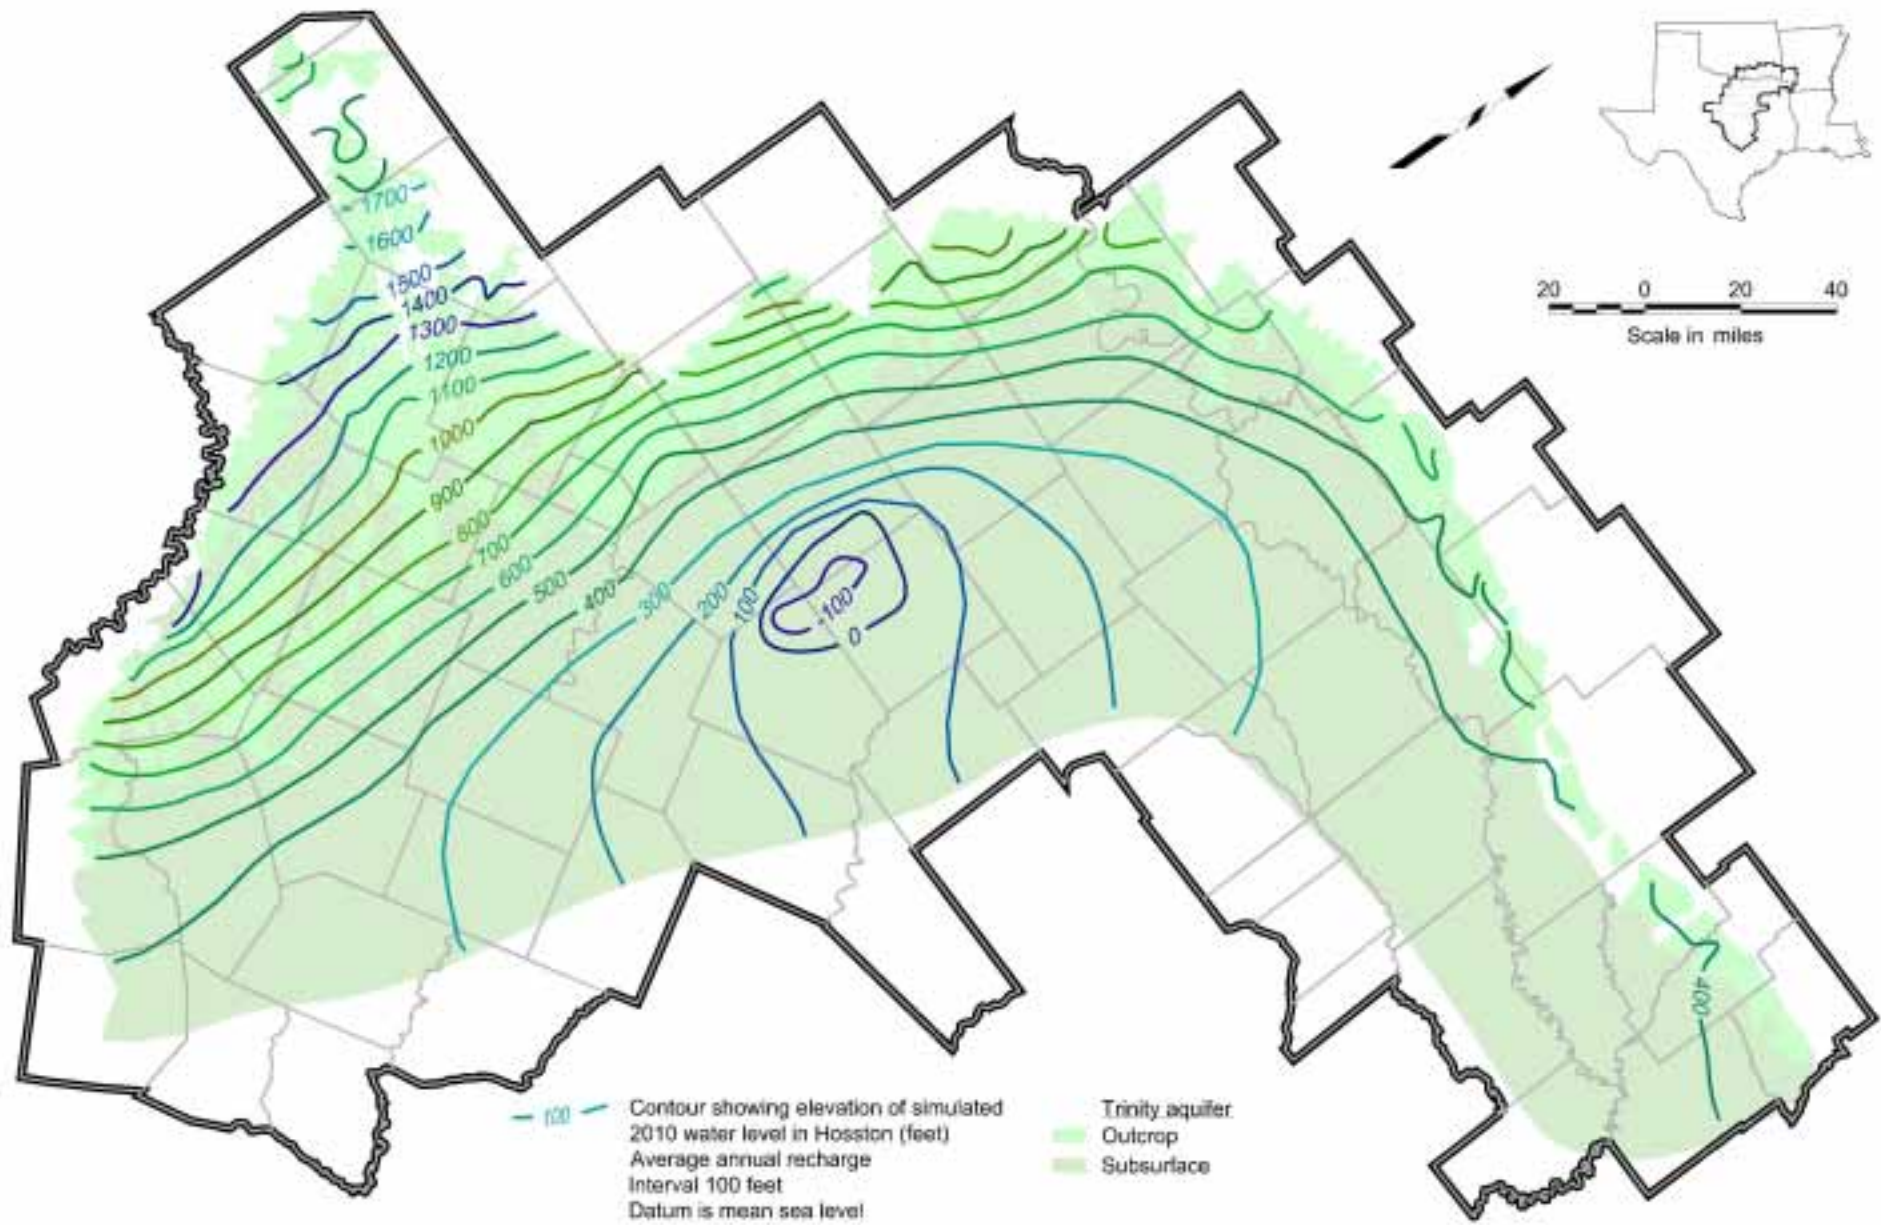 20 0 20 40
Scale in miles
1700
1600
1500
1400
1300
1200
1100
1000
900
800
700
600
500
400
300
200
100
-100
0
400
100
Contour showing elevation of simulated
2010 water level in Hosston (feet)
Average annual recharge
Interval 100 feet
Datum is mean sea level
Trinity aquifer
Outcrop
Subsurface